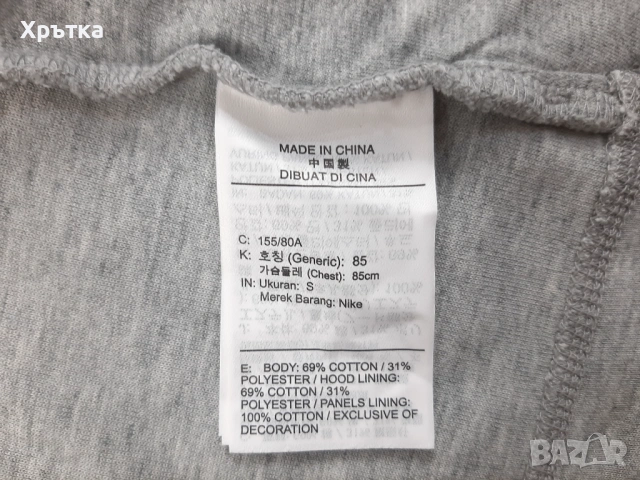 Хрътка
MADE IN CHINA
中国製
DIBUAT DI CINA
C: 155/80A
K: 호칭 (Generic): 85
가슴둘레 (Chest): 85cm
IN: Ukuran: S
Merek Barang: Nike
E: BODY: 69% COTTON / 31%
POLYESTER / HOOD LINING:
69% COTTON / 31%
POLYESTER / PANELS LINING:
100% COTTON / EXCLUSIVE OF
DECORATION
BAZAR